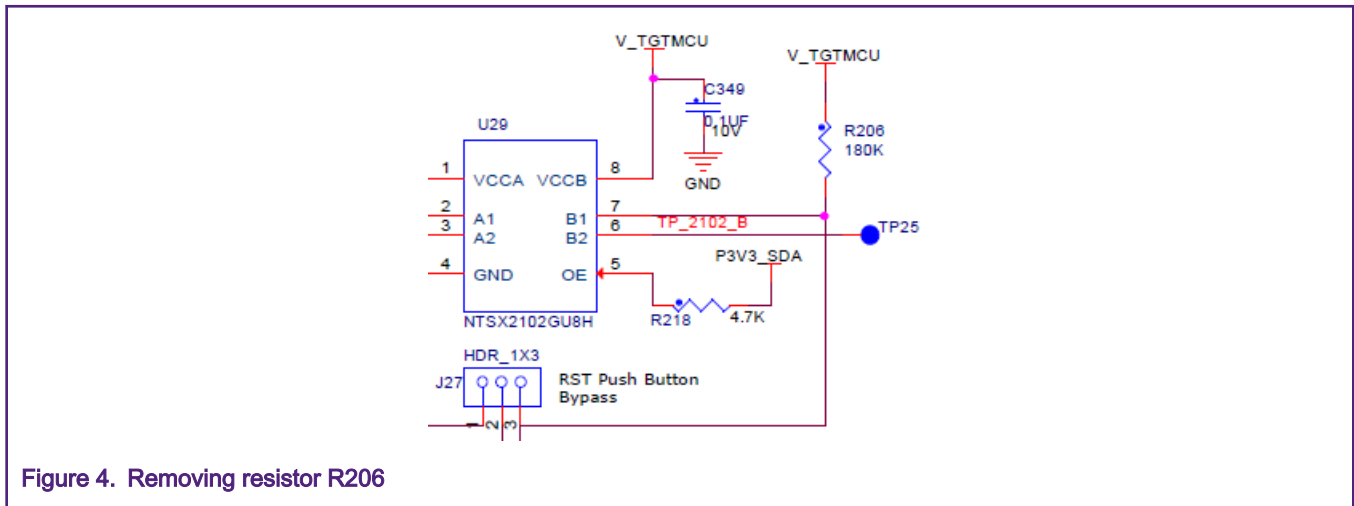 V_TGTMCU
V_TGTMCU
C349
0.1UF
10V
GND
R206
180K
U29
1 VCCA VCCB 8
2 A1 B1 7
3 A2 B2 6
4 GND OE 5
TP_2102_B
TP25
P3V3_SDA
R218 4.7K
NTSX2102GU8H
HDR_1X3
J27
RST Push Button
Bypass
1 2 3
Figure 4. Removing resistor R206